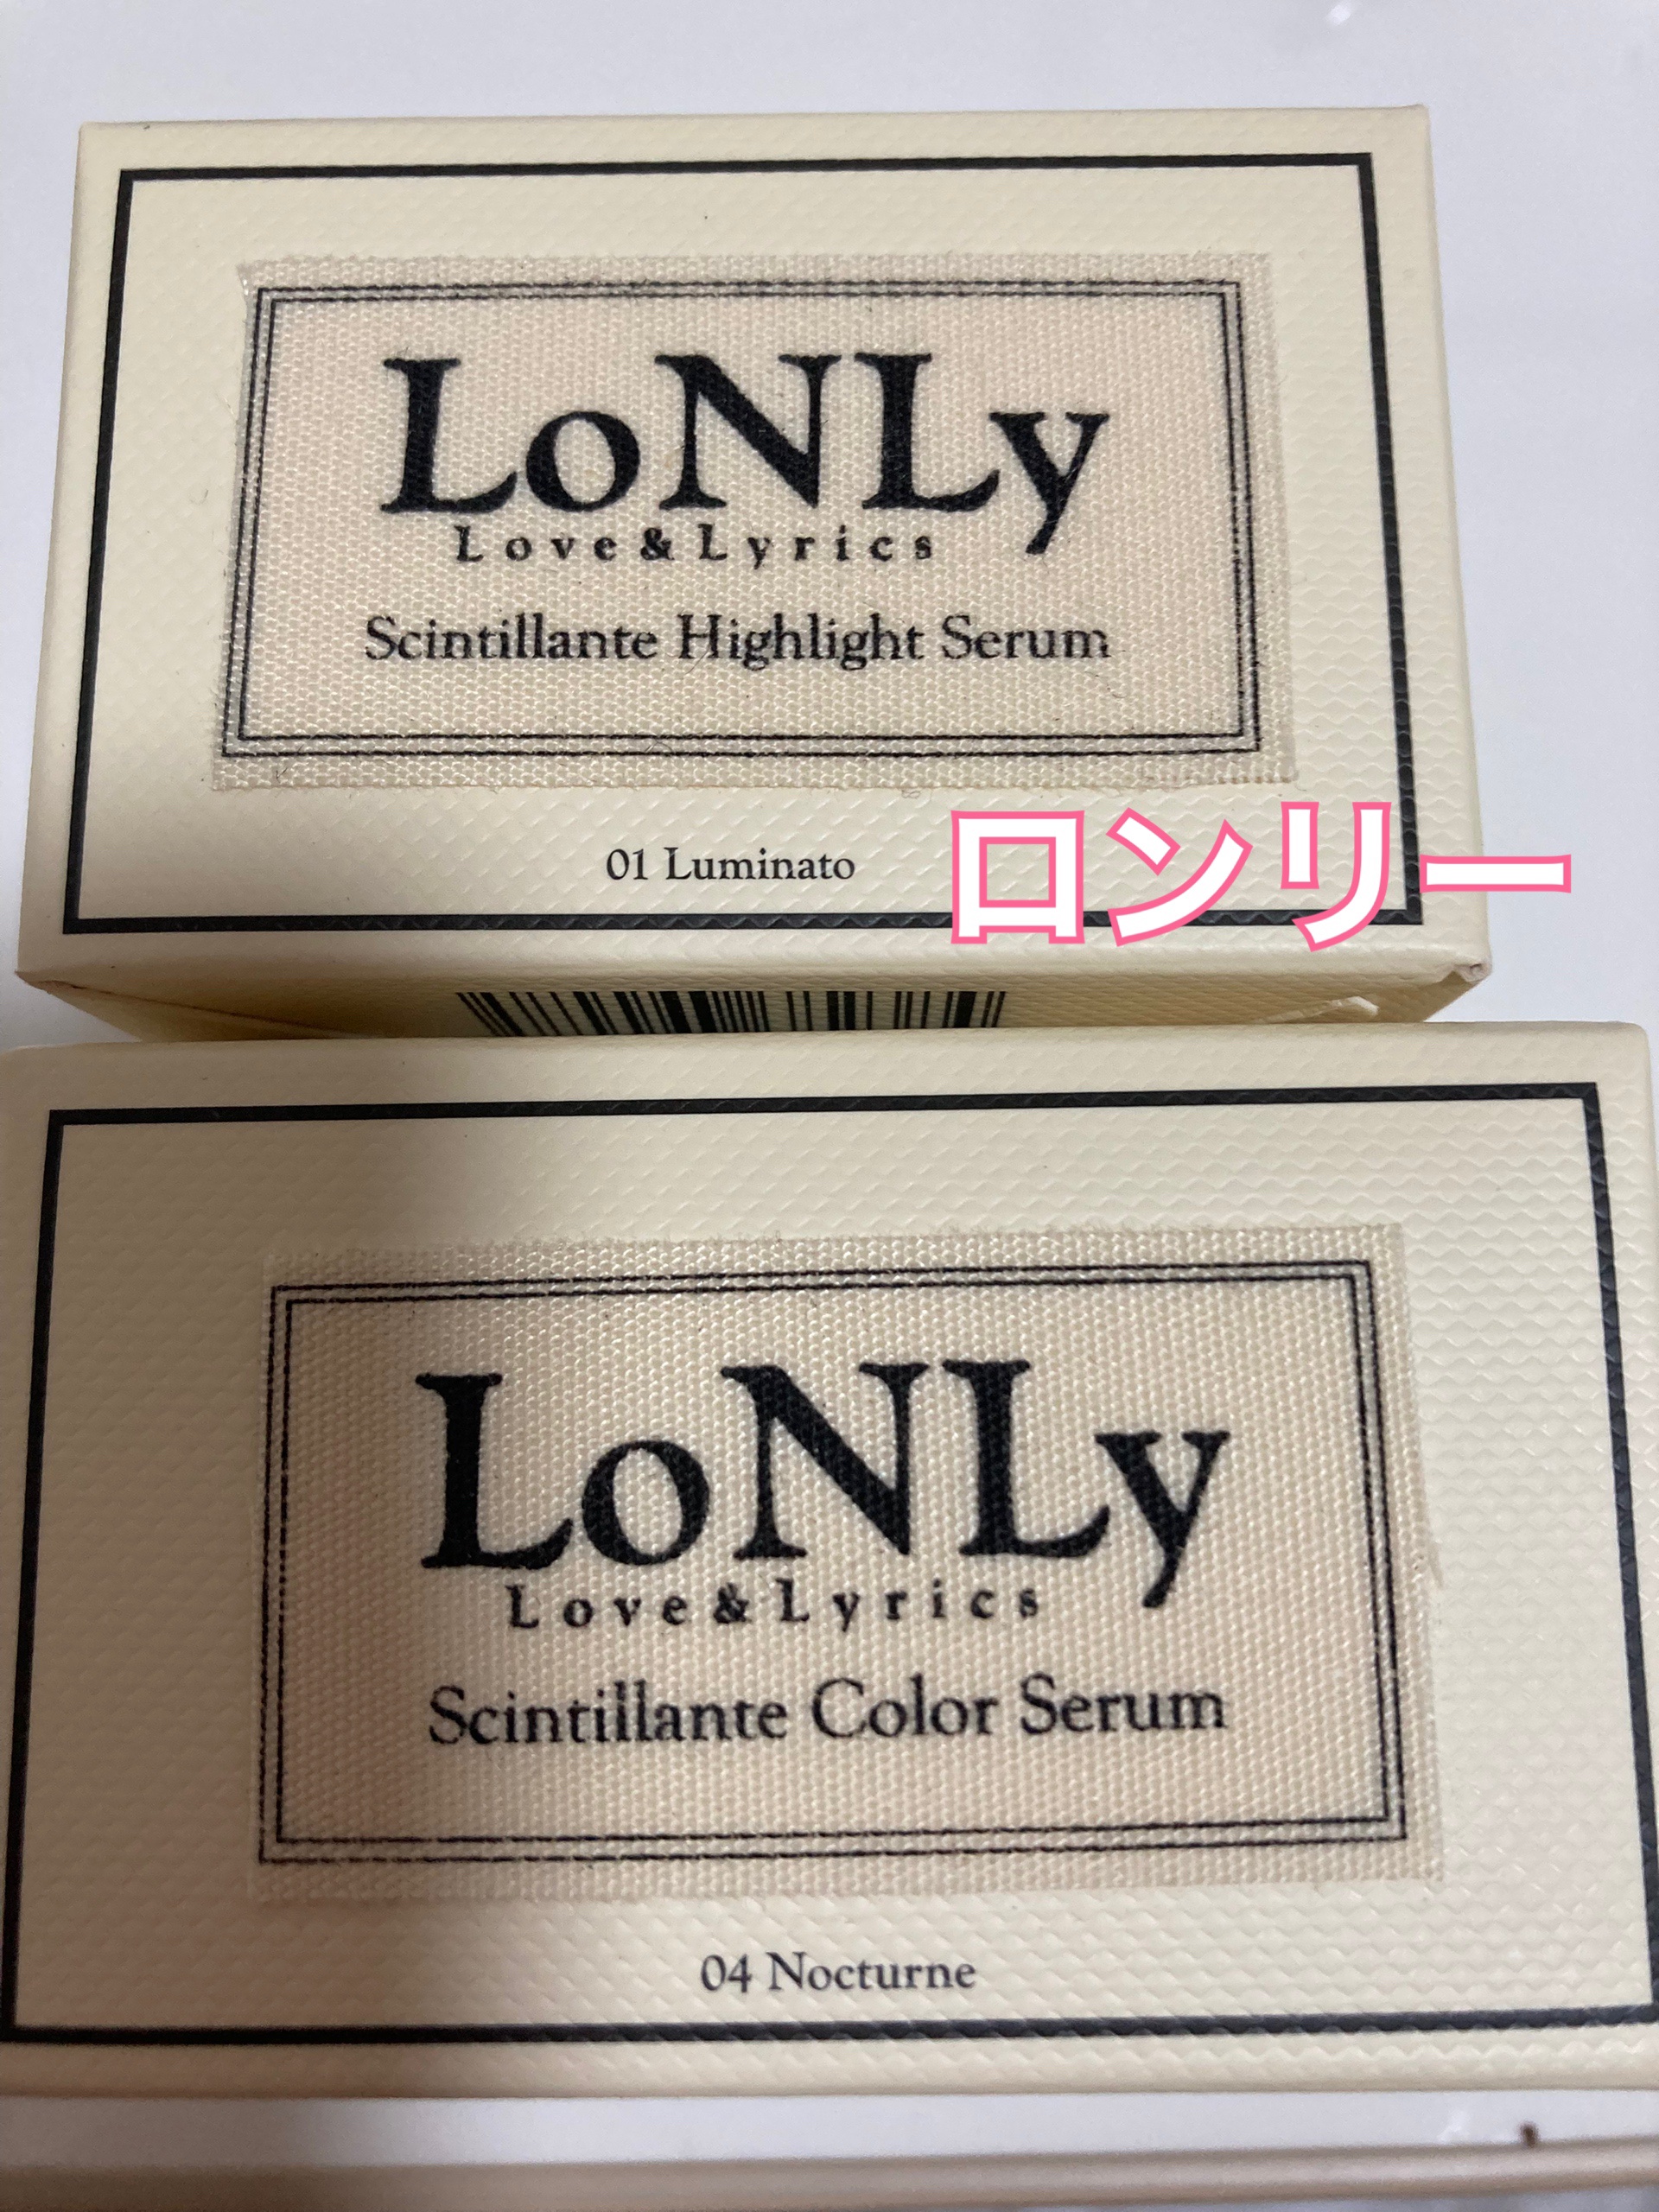 LoNLy
Love&Lyrics
Scintillante Highlight Serum
01 Luminato
ロンリー
LoNLy
Love&Lyrics
Scintillante Color Serum
04 Nocturne